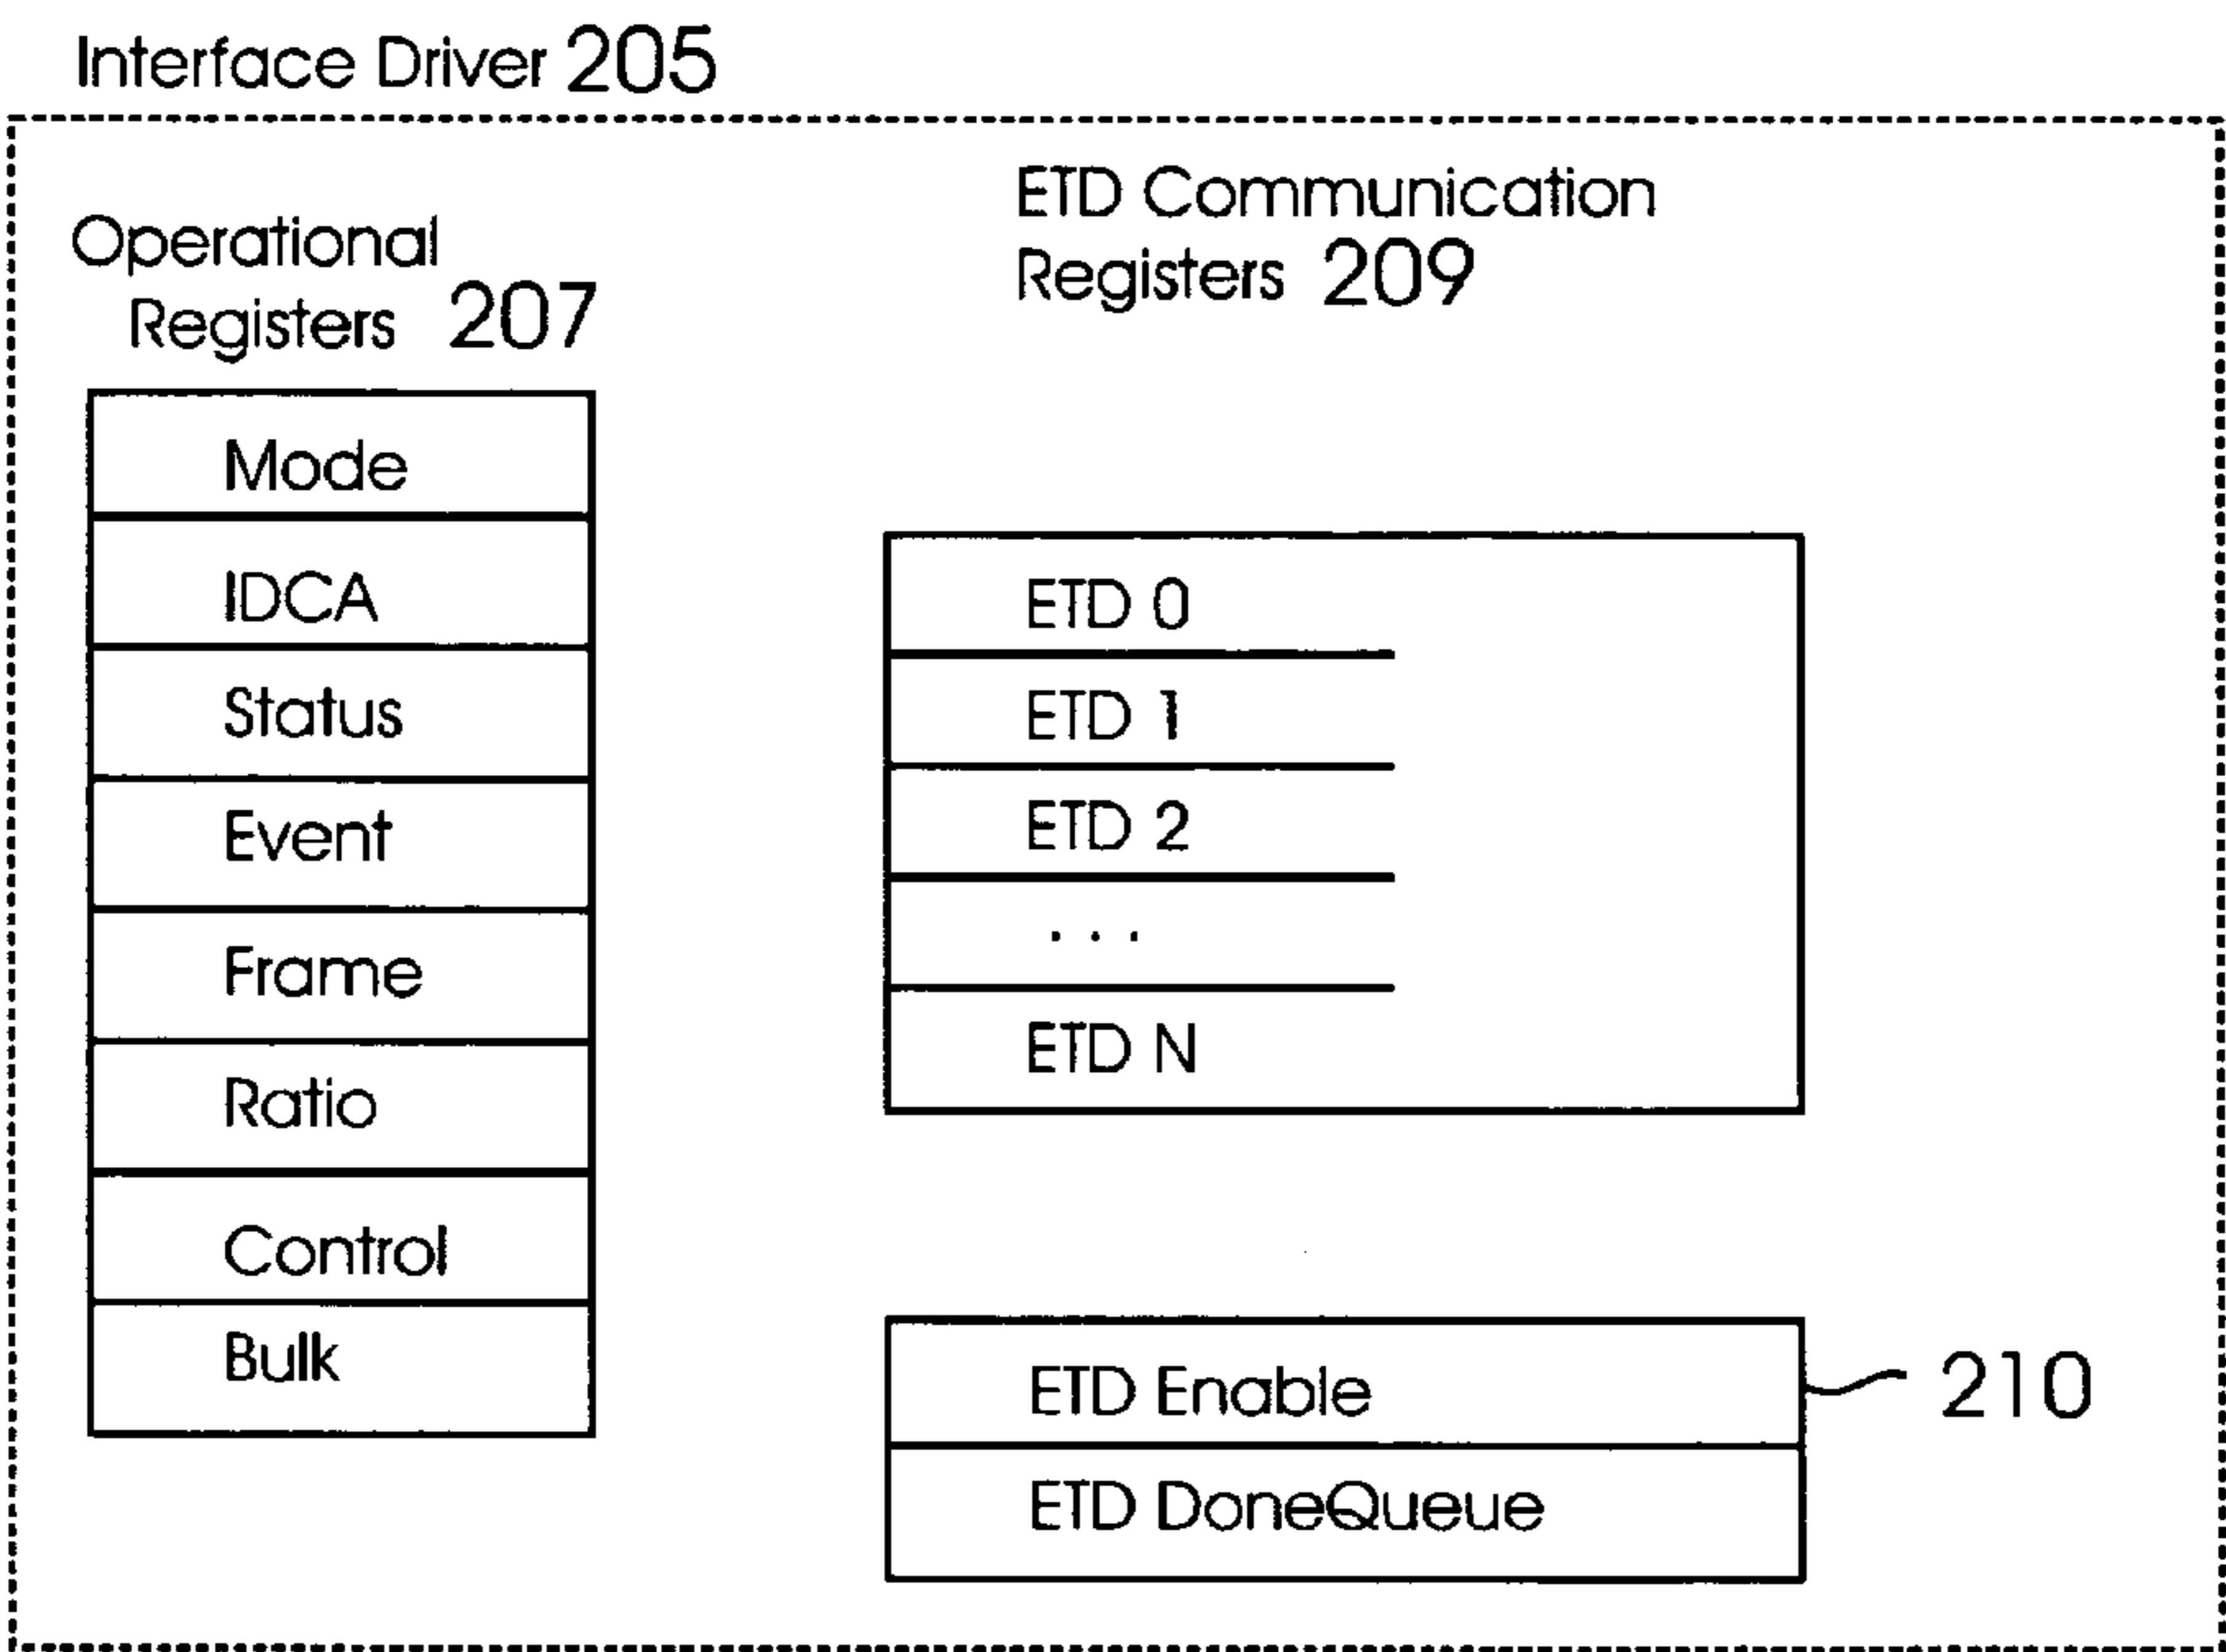 Interface Driver 205
Operational
Registers 207
Mode
IDCA
Status
Event
Frame
Ratio
Control
Bulk
ETD Communication
Registers 209
ETD 0
ETD 1
ETD 2
. . .
ETD N
ETD Enable
210
ETD DoneQueue